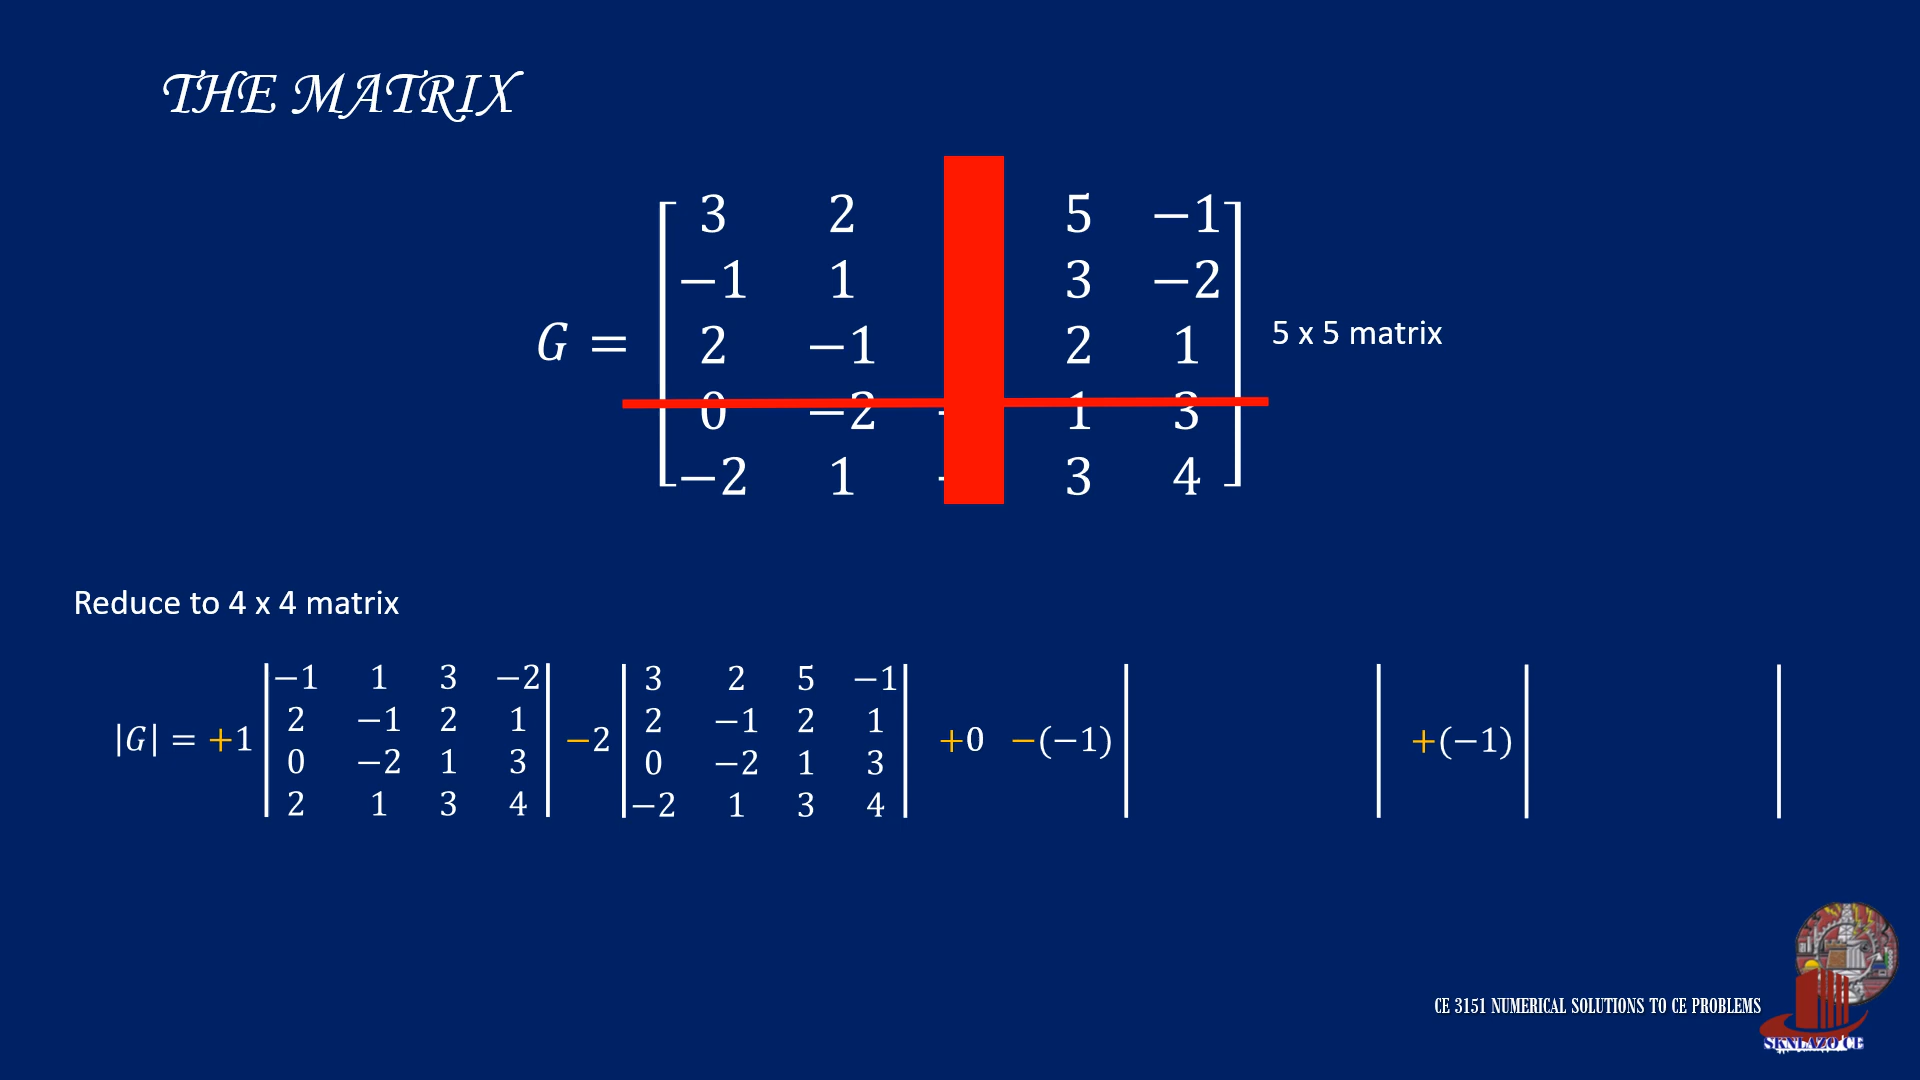 THE MATRIX
3 2 5 −1
−1 1 3 −2
G = 2 −1 2 1 5 x 5 matrix
0 −2 - 1 3
−2 1 - 3 4
Reduce to 4 x 4 matrix
−1 1 3 −2 3 2 5 −1
2 −1 2 1 2 −1 2 1
|G| = +1 −2 +0 −(−1) | | +(−1) | |
0 −2 1 3 0 −2 1 3
2 1 3 4 −2 1 3 4
CE 3151 NUMERICAL SOLUTIONS TO CE PROBLEMS
SKNLAZO CE